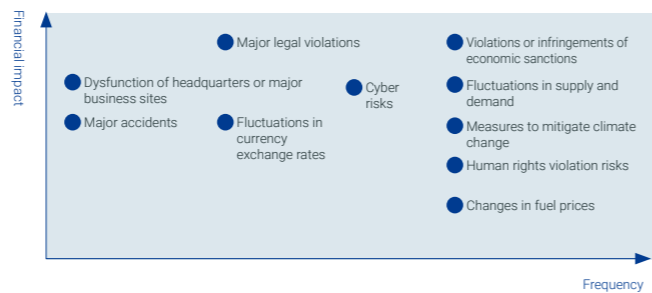 Financial impact
Major legal violations
Violations or infringements of
economic sanctions
Dysfunction of headquarters or major
business sites
Cyber
risks
Fluctuations in supply and
demand
Major accidents
Fluctuations in
currency
exchange rates
Measures to mitigate climate
change
Human rights violation risks
Changes in fuel prices
Frequency